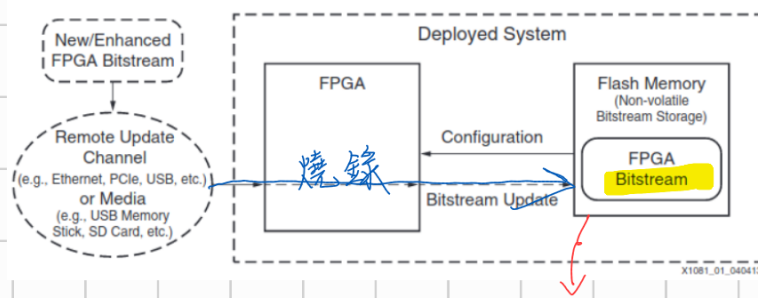 New/Enhanced
FPGA Bitstream
Remote Update
Channel
(e.g., Ethernet, PCIe, USB, etc.)
or Media
(e.g., USB Memory
Stick, SD Card, etc.)
Deployed System
FPGA
燒錄
Configuration
Bitstream Update
Flash Memory
(Non-volatile
Bitstream Storage)
FPGA
Bitstream
X1081_01_040413